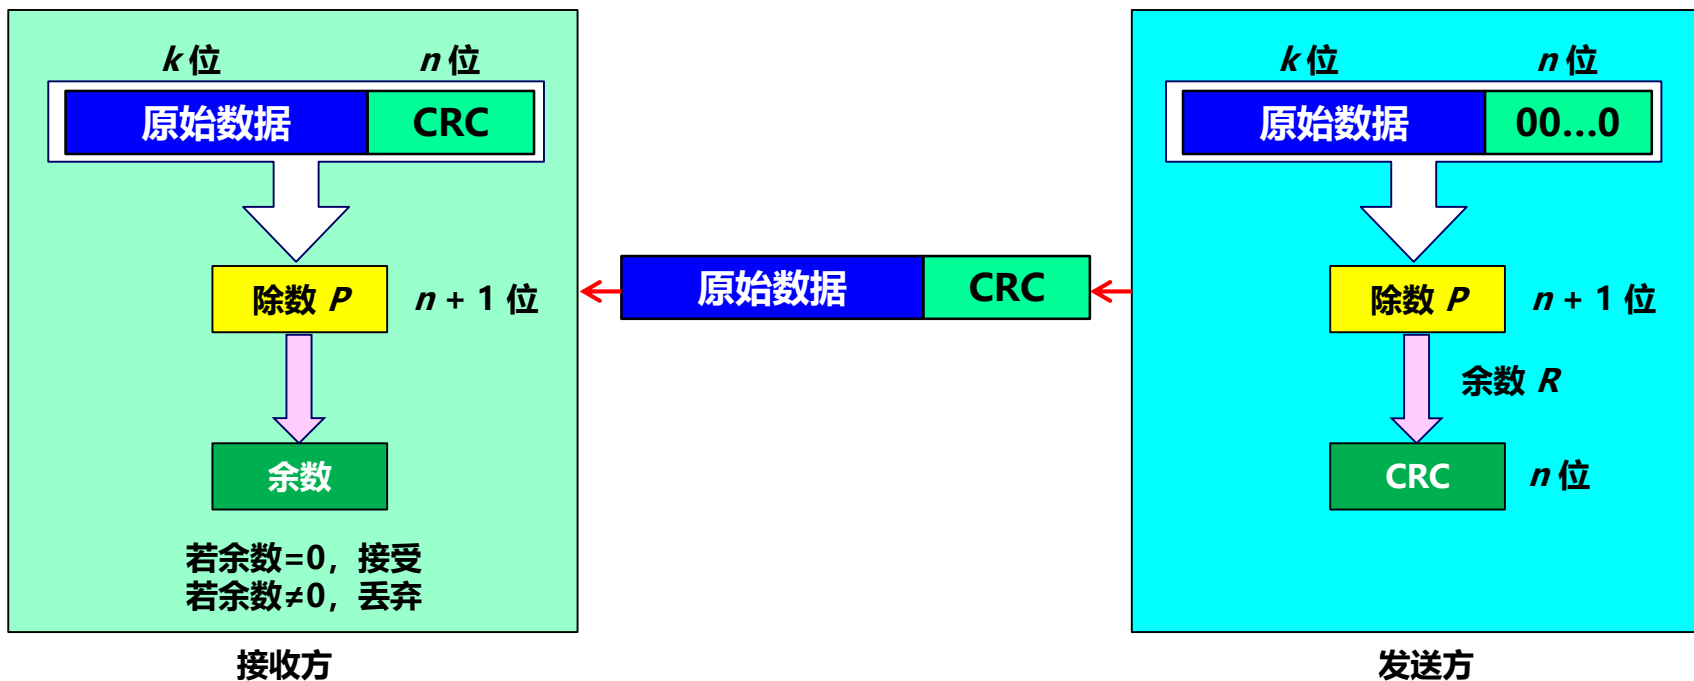 k 位 n 位
原始数据 CRC
除数 P n + 1 位
余数
若余数=0，接受
若余数≠0，丢弃
接收方
原始数据 CRC
k 位 n 位
原始数据 00...0
除数 P n + 1 位
余数 R
CRC n 位
发送方